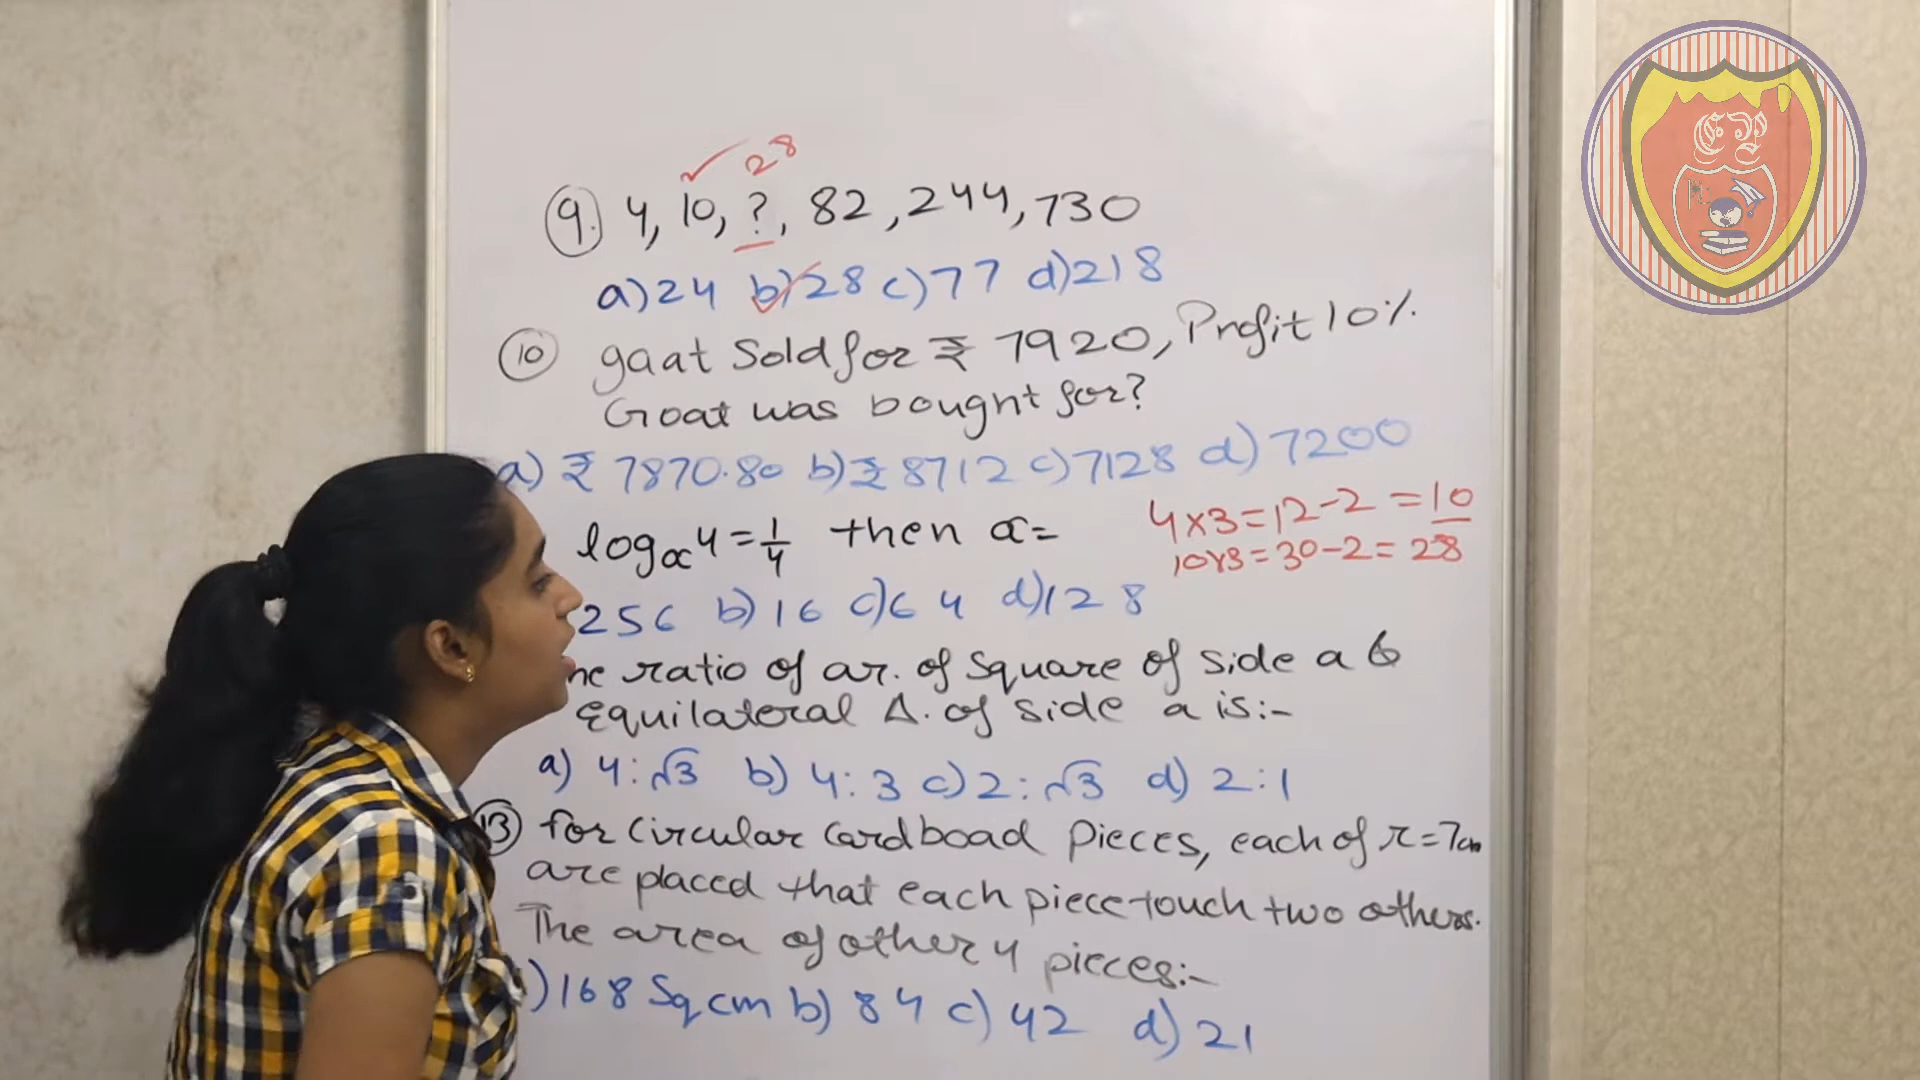 28
9. 4, 10, ?, 82, 244, 730
a) 24 b) 28 c) 77 d) 218
10 gaat Sold for ₹ 7920, Profit 10%
Goat was bought for?
a) ₹ 7870.80 b) ₹ 8712 c) 7128 d) 7200
4x3=12-2=10
10x3=30-2=28
logx4=1/4 then x=
256 b) 16 c) 64 d) 128
ratio of ar. of Square of side a &
Equilateral Δ. of side a is:-
a) 4:√3 b) 4:3 c) 2:√3 d) 2:1
13 for circular cardboad pieces, each of r=7cm
are placed that each piece touch two others.
The area of other 4 pieces:-
) 168 Sq cm b) 84 c) 42 d) 21